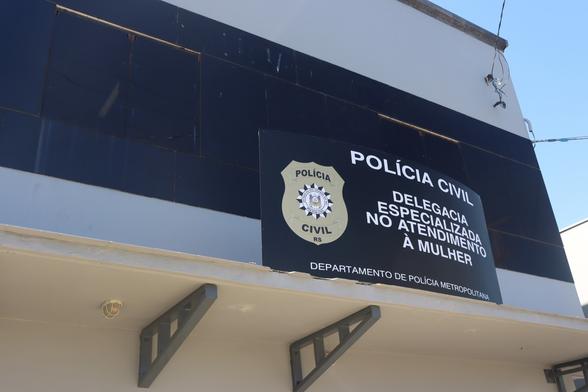 POLÍCIA
CIVIL
RS
POLÍCIA CIVIL
DELEGACIA
ESPECIALIZADA
NO ATENDIMENTO
À MULHER
DEPARTAMENTO DE POLÍCIA METROPOLITANA